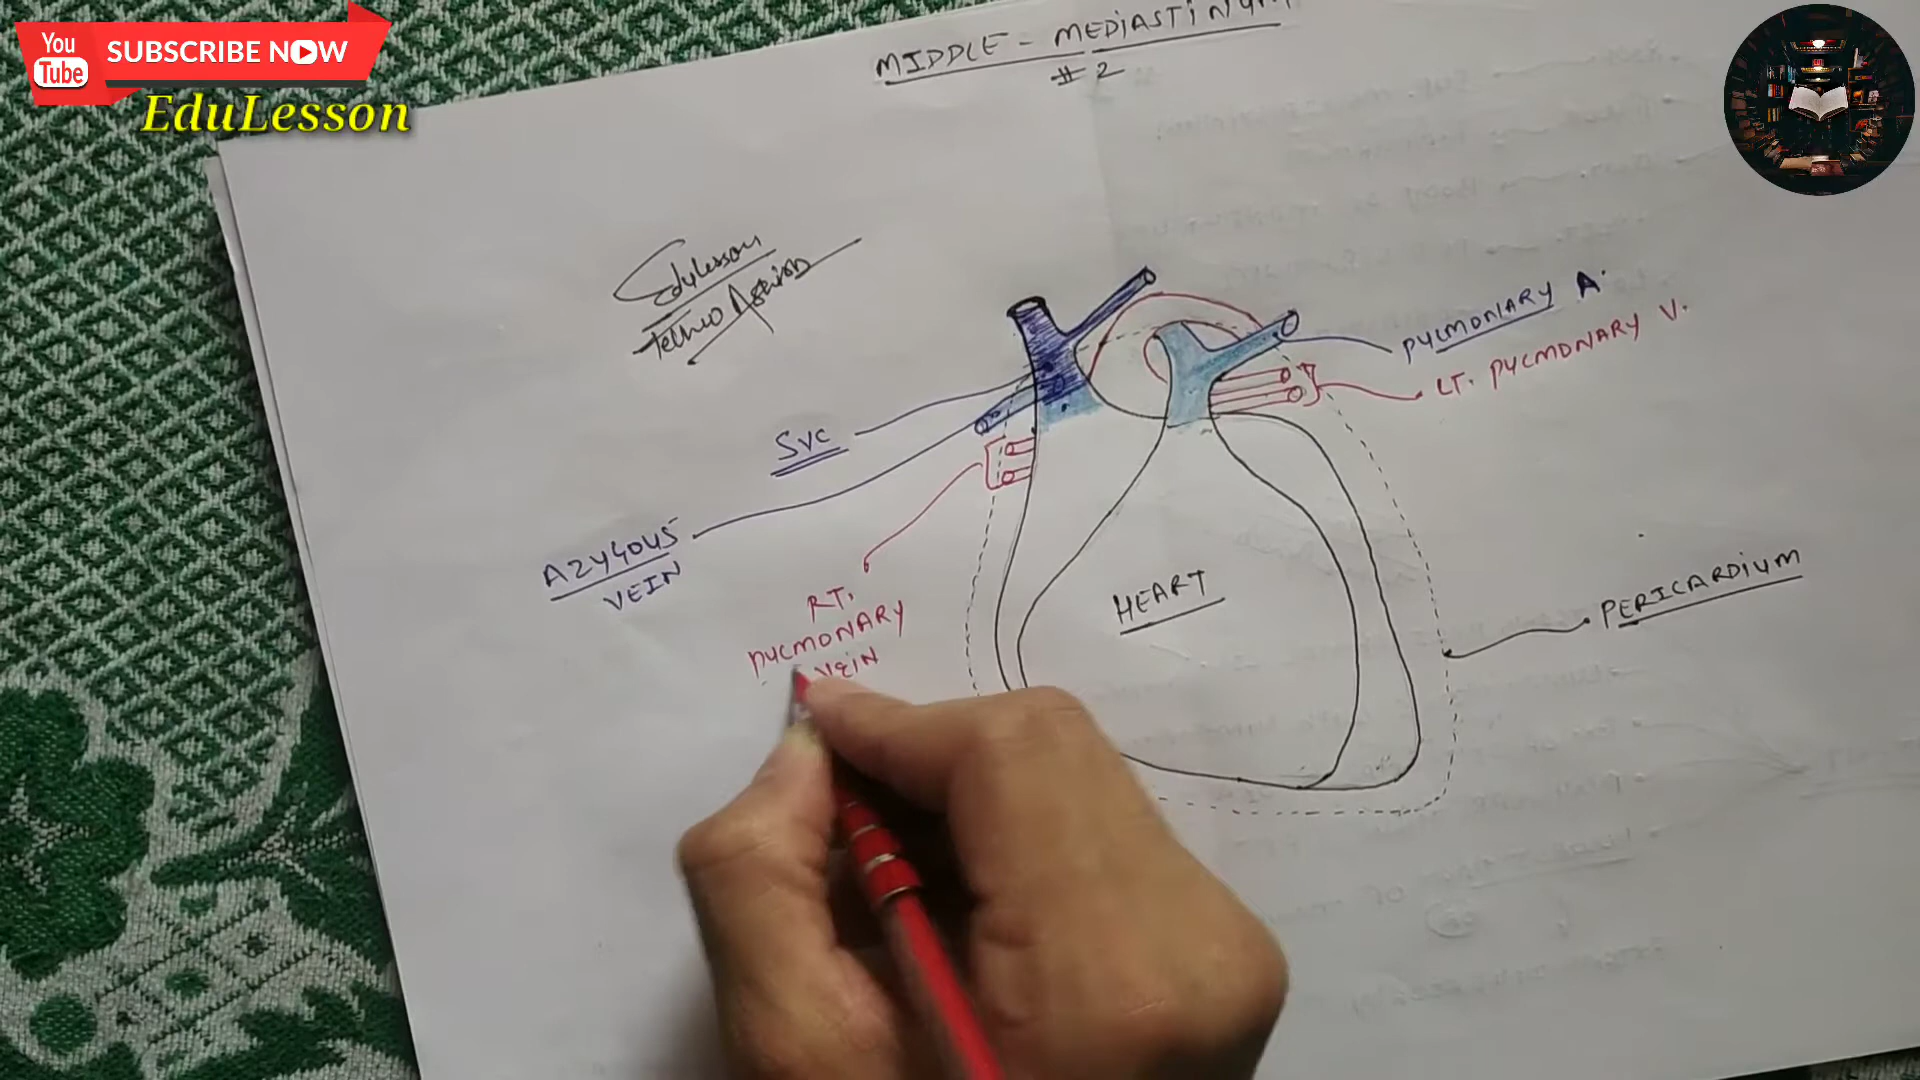 You
Tube
SUBSCRIBE NOW
EduLesson
MIDDLE - MEDIASTINUM
# 2
EduLesson
PULMONARY A.
LT. PULMONARY V.
SVC
AZYGOUS
VEIN
RT.
PULMONARY
VEIN
HEART
PERICARDIUM